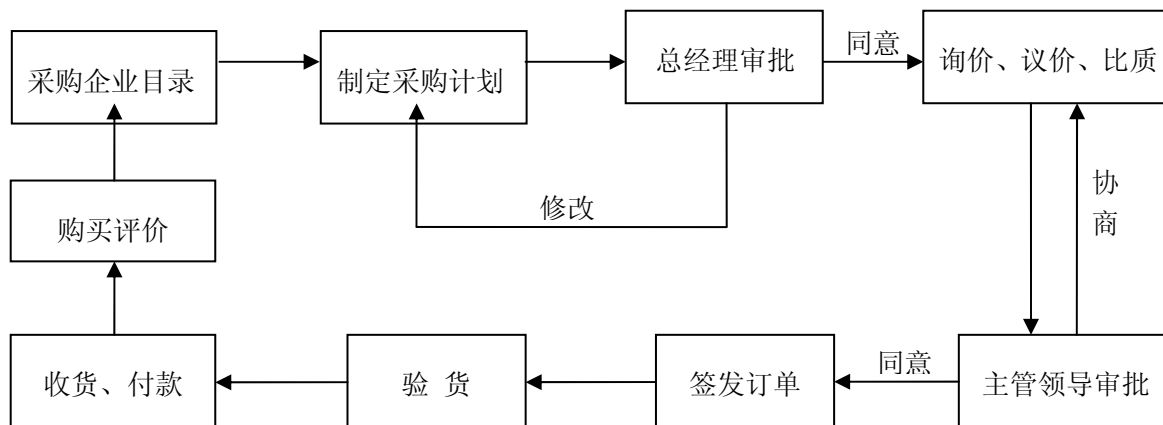 采购企业目录
制定采购计划
总经理审批
同意
询价、议价、比质
修改
协
商
购买评价
收货、付款
验 货
签发订单
同意
主管领导审批